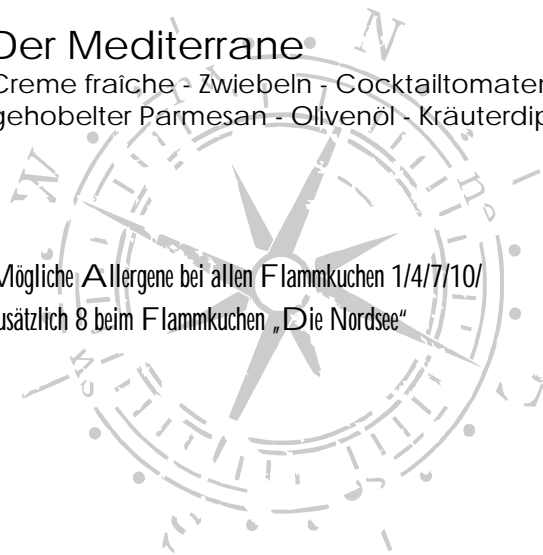 Der Mediterrane
Creme fraîche - Zwiebeln - Cocktailtomaten
gehobelter Parmesan - Olivenöl - Kräuterdip
Mögliche Allergene bei allen Flammkuchen 1/4/7/10/
usätzlich 8 beim Flammkuchen „Die Nordsee“